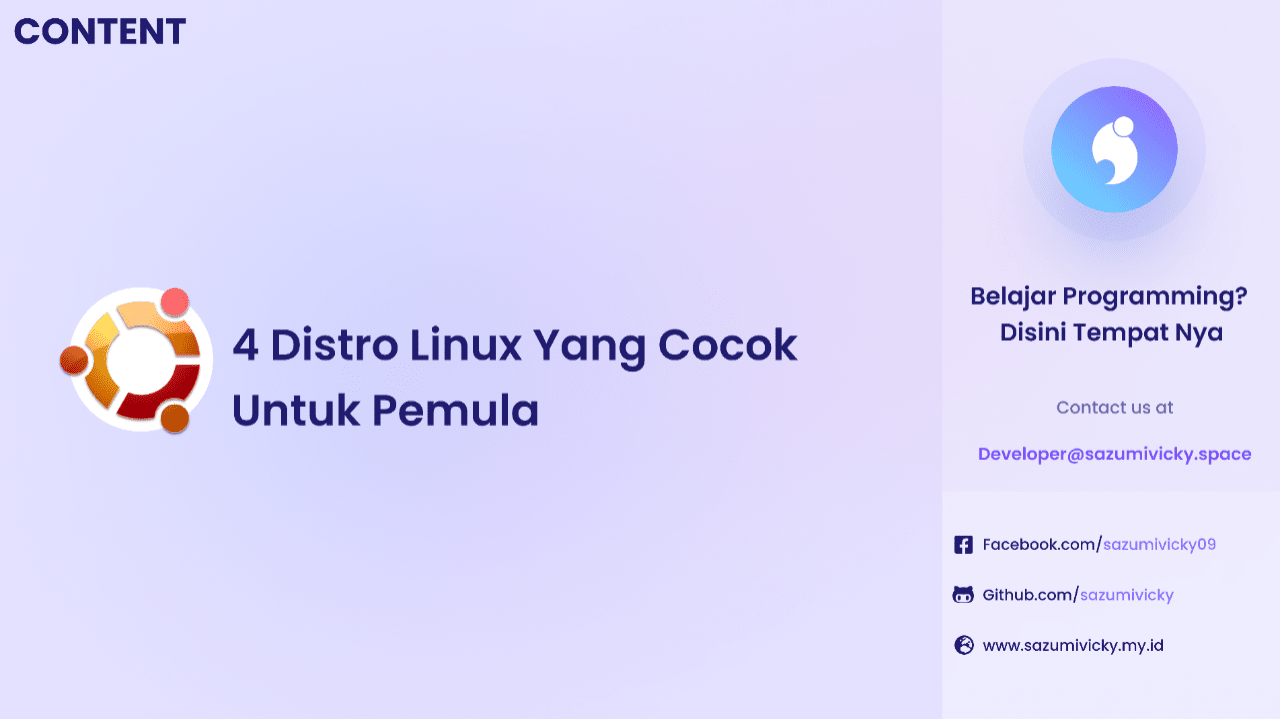 CONTENT
4 Distro Linux Yang Cocok
Untuk Pemula
Belajar Programming?
Disini Tempat Nya
Contact us at
Developer@sazumivicky.space
Facebook.com/sazumivicky09
Github.com/sazumivicky
www.sazumivicky.my.id